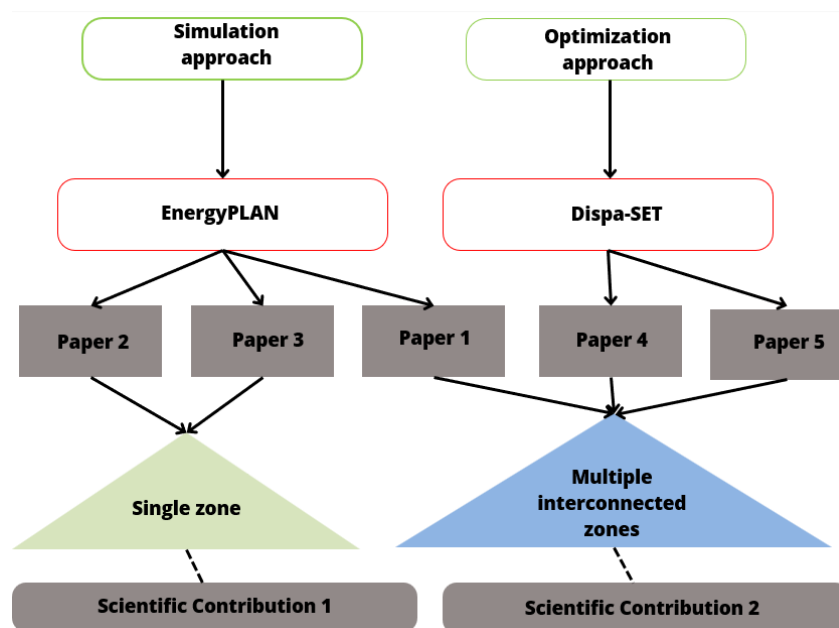 Simulation
approach
Optimization
approach
EnergyPLAN
Dispa-SET
Paper 2
Paper 3
Paper 1
Paper 4
Paper 5
Single zone
Multiple
interconnected
zones
Scientific Contribution 1
Scientific Contribution 2